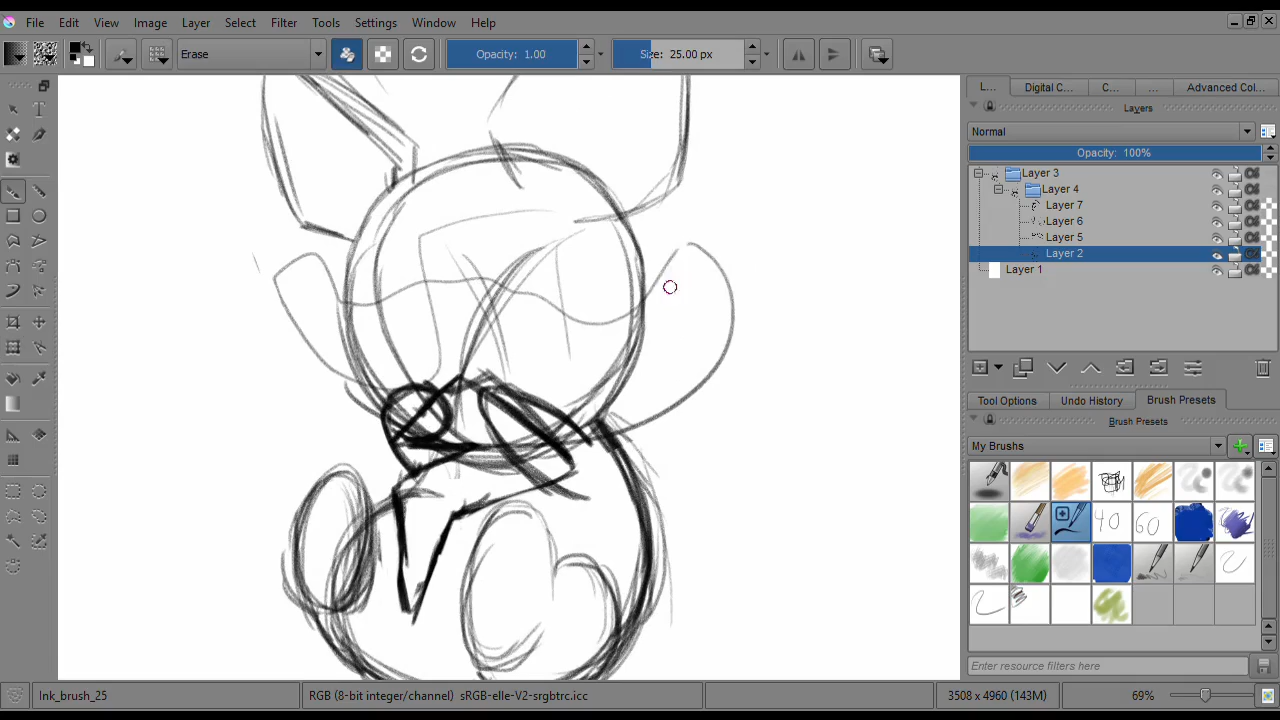 File Edit View Image Layer Select Filter Tools Settings Window Help
Erase Opacity: 1.00 Size: 25.00 px
L... Digital C... C... ... Advanced Col...
Layers
Normal
Opacity: 100%
Layer 3
Layer 4
Layer 7
Layer 6
Layer 5
Layer 2
Layer 1
Tool Options Undo History Brush Presets
Brush Presets
My Brushs
40 60
Enter resource filters here
Ink_brush_25 RGB (8-bit integer/channel) sRGB-elle-V2-srgbtrc.icc 3508 x 4960 (143M) 69%